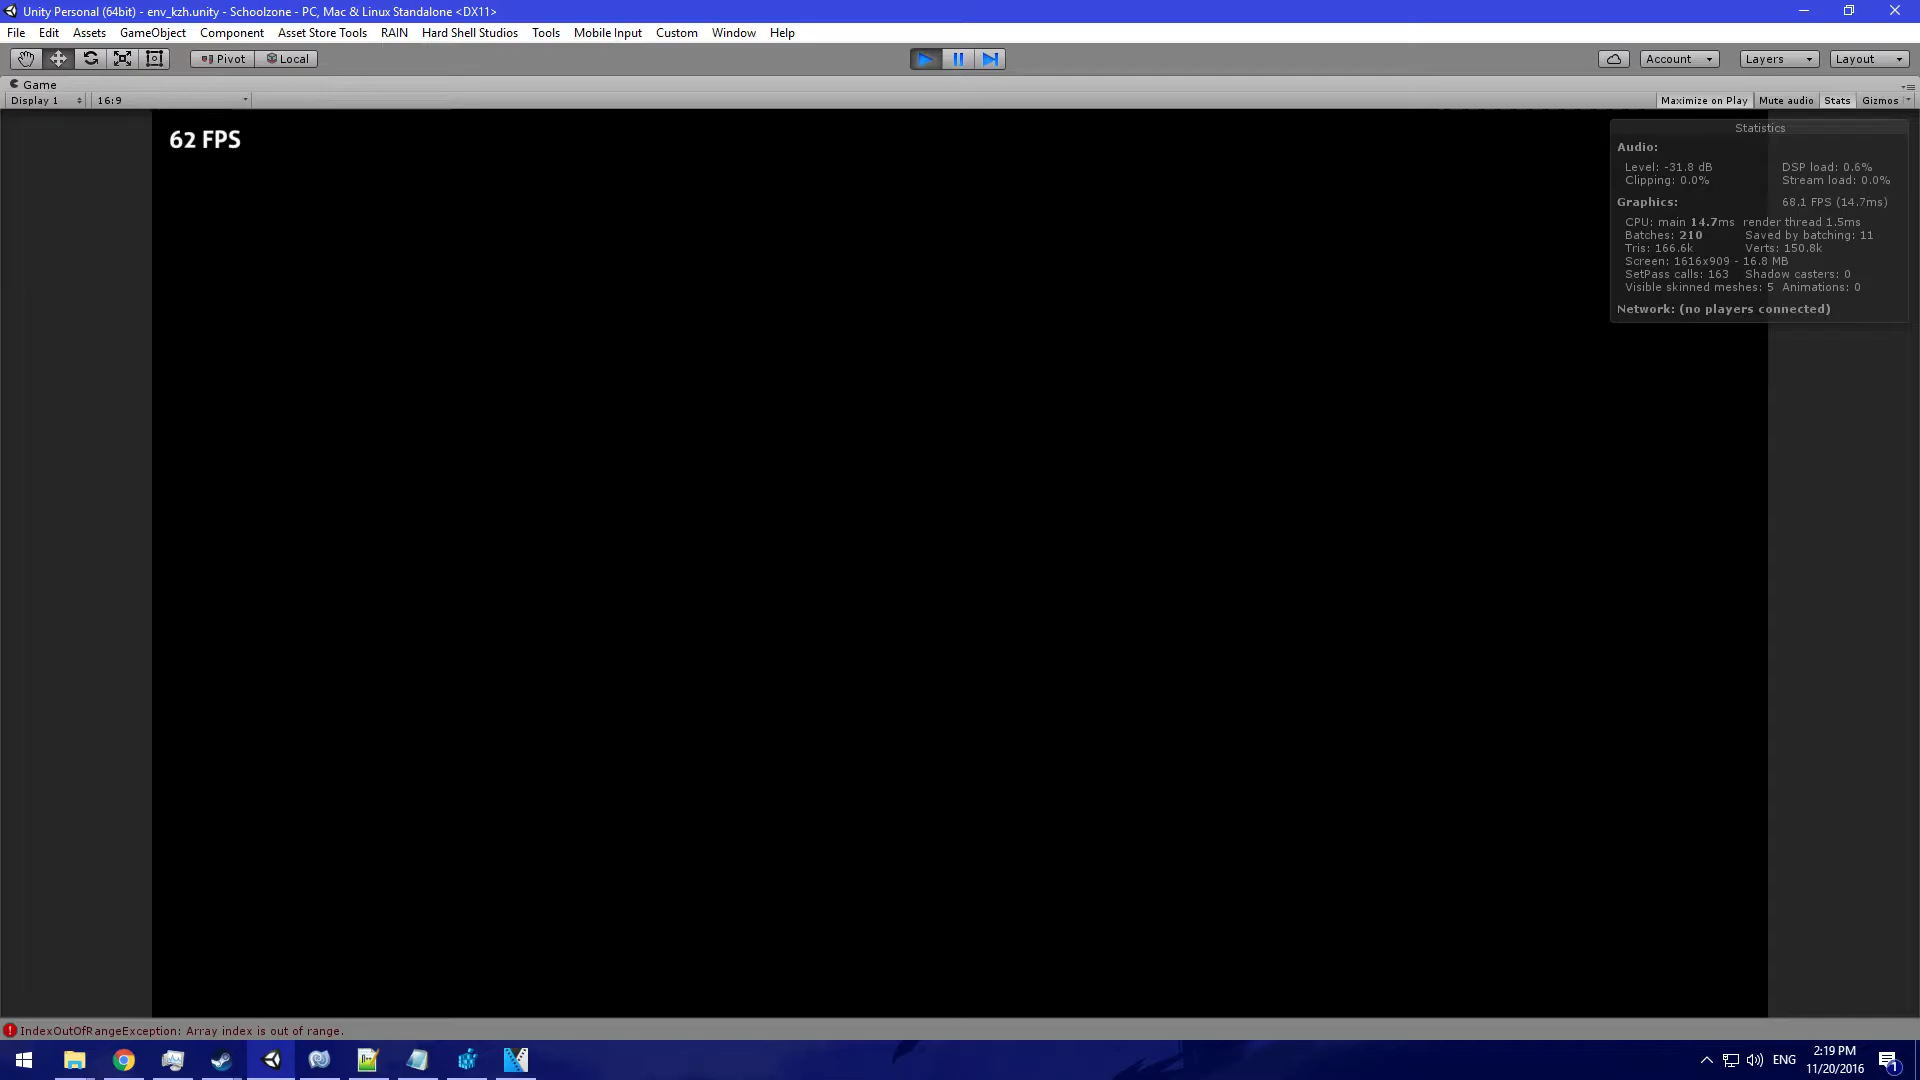 Unity Personal (64bit) - env_kzh.unity - Schoolzone - PC, Mac & Linux Standalone <DX11>
File Edit Assets GameObject Component Asset Store Tools RAIN Hard Shell Studios Tools Mobile Input Custom Window Help
Pivot Local Account Layers Layout
Game
Display 1 16:9 Maximize on Play Mute audio Stats Gizmos
62 FPS
Statistics
Audio:
Level: -31.8 dB DSP load: 0.6%
Clipping: 0.0% Stream load: 0.0%
Graphics: 68.1 FPS (14.7ms)
CPU: main 14.7ms render thread 1.5ms
Batches: 210 Saved by batching: 11
Tris: 166.6k Verts: 150.8k
Screen: 1616x909 - 16.8 MB
SetPass calls: 163 Shadow casters: 0
Visible skinned meshes: 5 Animations: 0
Network: (no players connected)
IndexOutOfRangeException: Array index is out of range.
ENG
2:19 PM
11/20/2016
1